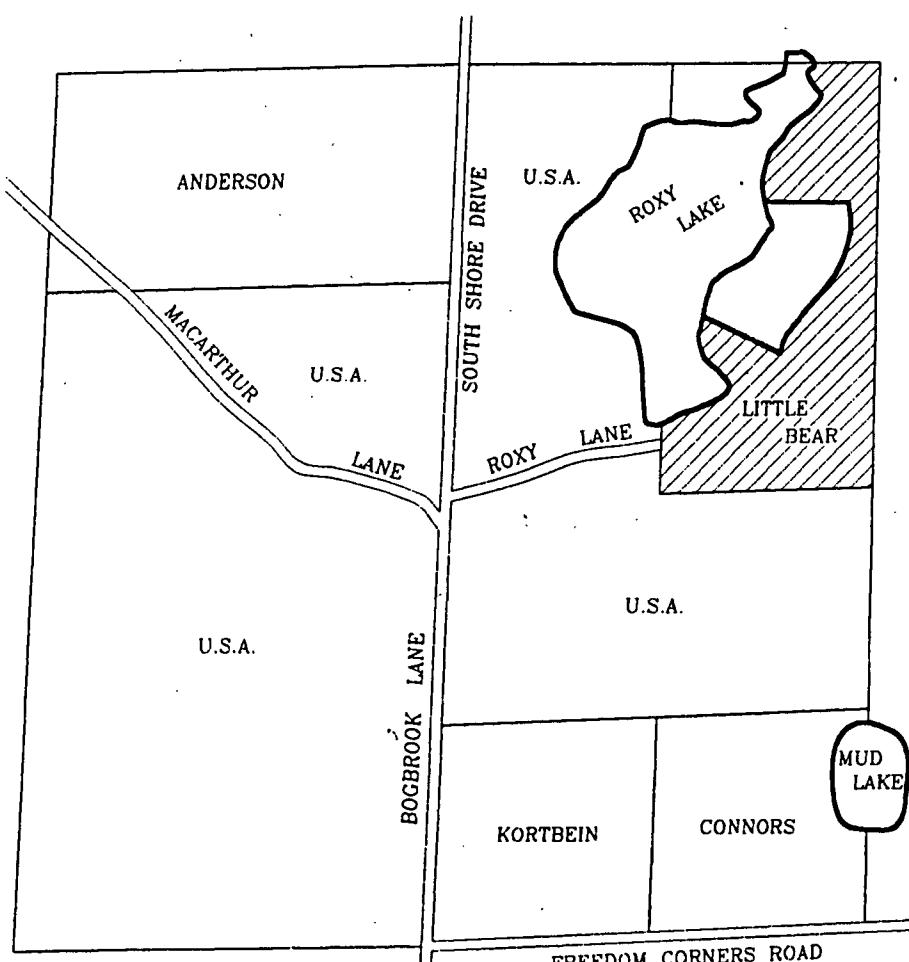 ANDERSON
U.S.A.
ROXY
LAKE
SOUTH SHORE DRIVE
MACARTHUR
LANE
U.S.A.
ROXY LANE
LITTLE
BEAR
U.S.A.
U.S.A.
BOGBROOK LANE
MUD
LAKE
KORTBEIN
CONNORS
FREEDOM CORNERS ROAD